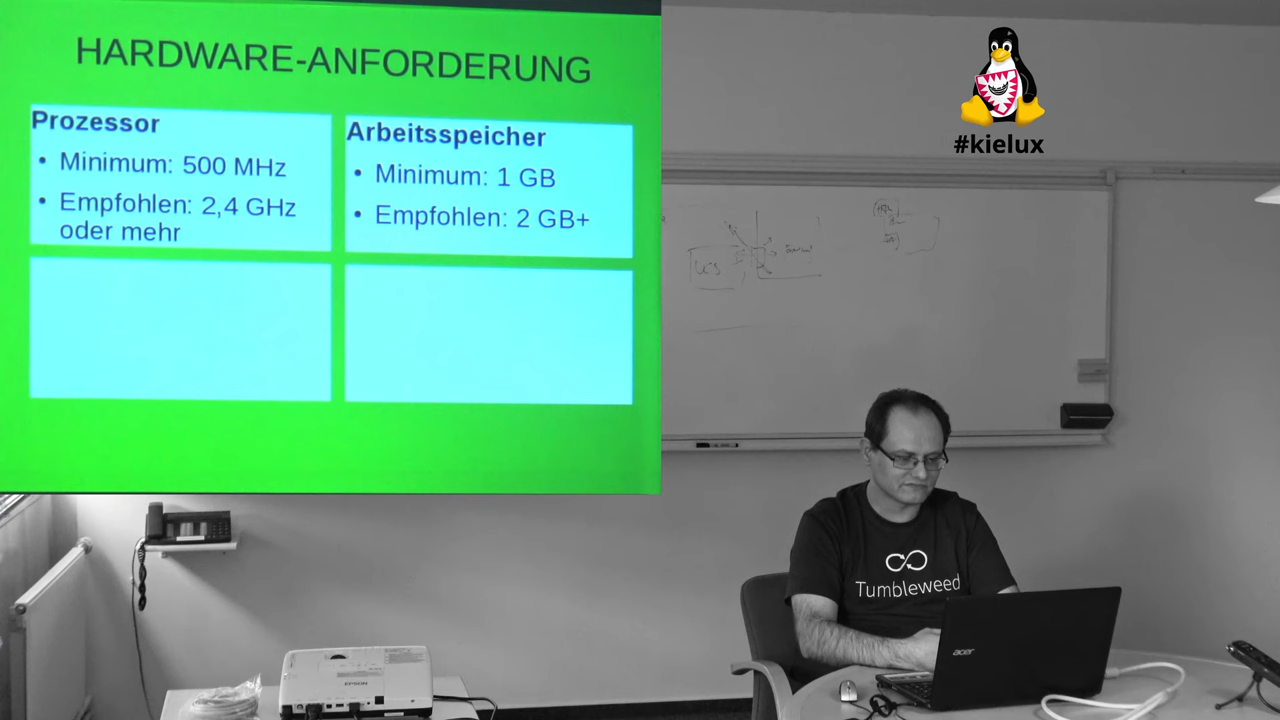 HARDWARE-ANFORDERUNG
Prozessor
• Minimum: 500 MHz
• Empfohlen: 2,4 GHz
oder mehr
Arbeitsspeicher
• Minimum: 1 GB
• Empfohlen: 2 GB+
#kielux
Tumbleweed
acer
EPSON